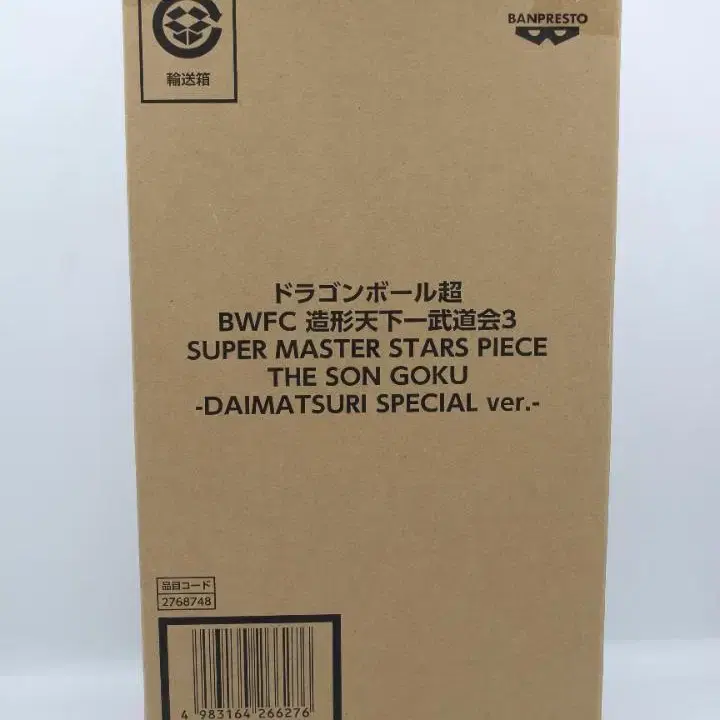 輸送箱
BANPRESTO
ドラゴンボール超
BWFC 造形天下一武道会3
SUPER MASTER STARS PIECE
THE SON GOKU
-DAIMATSURI SPECIAL ver.-
品目コード
2768748
4 983164 266276